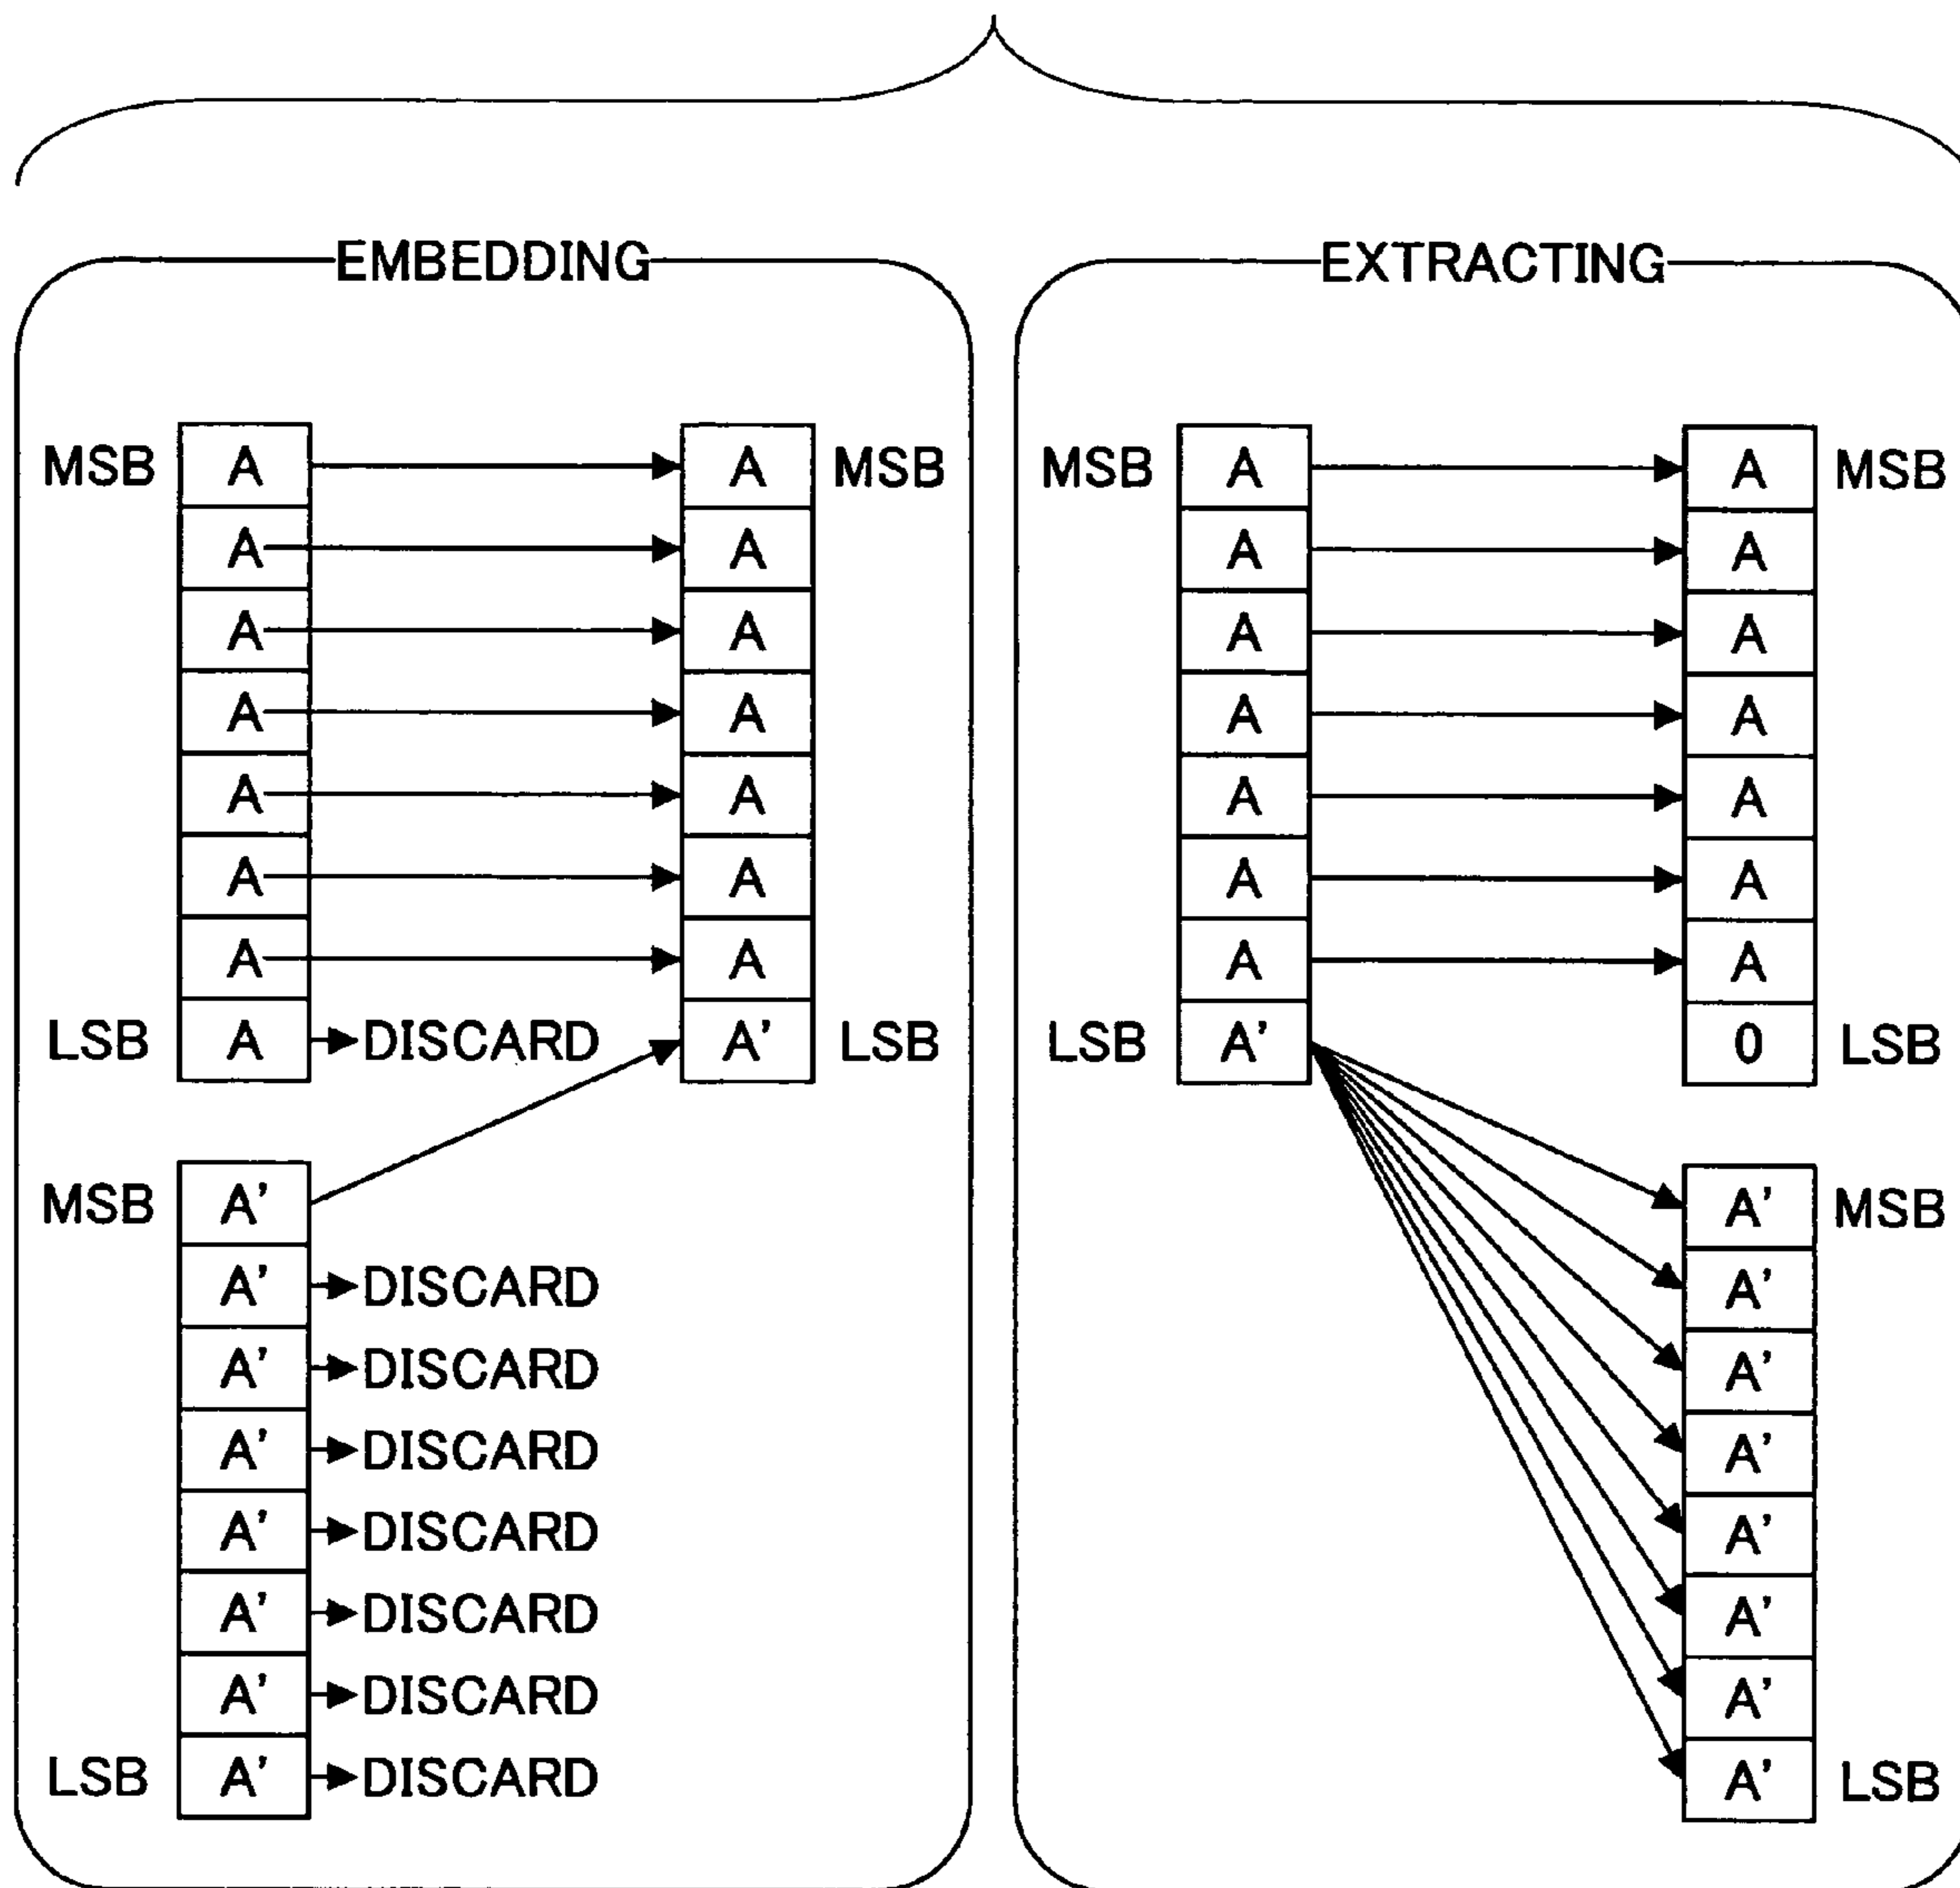 EMBEDDING
MSB A A MSB
A A
A A
A A
A A
A A
A A
LSB A DISCARD A' LSB
MSB A'
A' DISCARD
A' DISCARD
A' DISCARD
A' DISCARD
A' DISCARD
A' DISCARD
LSB A' DISCARD
EXTRACTING
MSB A A MSB
A A
A A
A A
A A
A A
A A
LSB A' 0 LSB
A' MSB
A'
A'
A'
A'
A'
A'
A' LSB